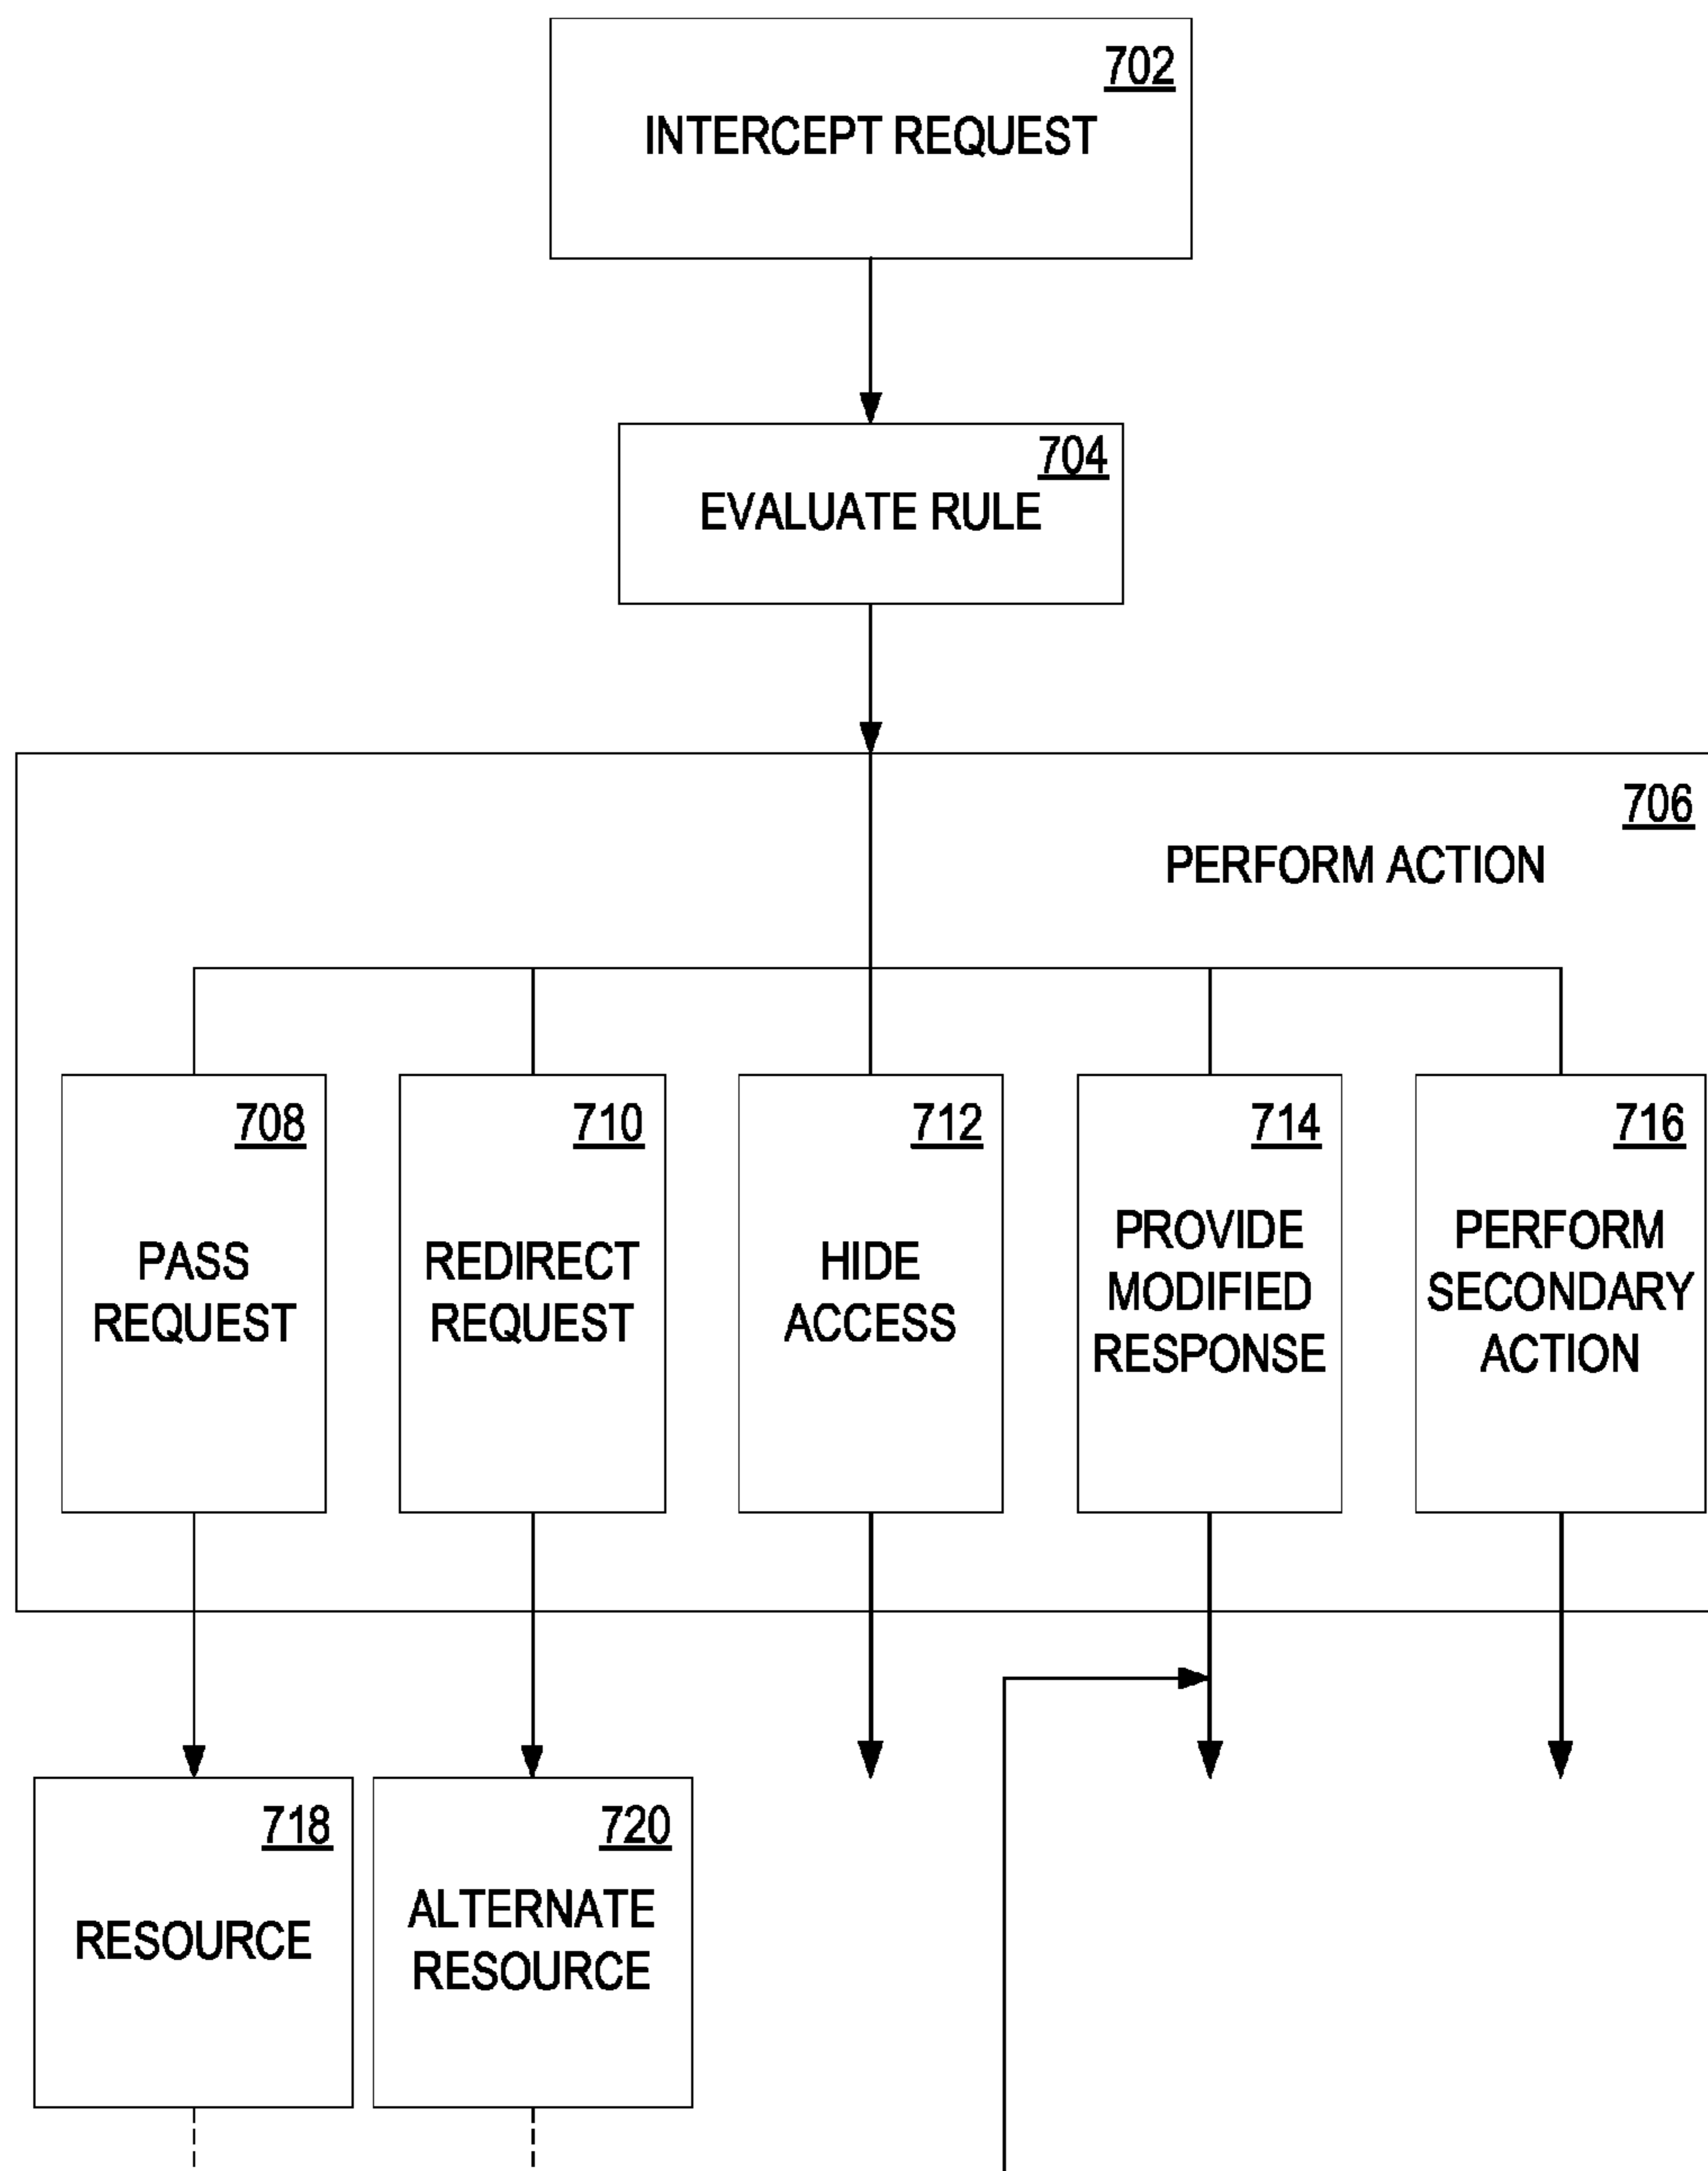 702
INTERCEPT REQUEST
704
EVALUATE RULE
706
PERFORM ACTION
708
PASS
REQUEST
710
REDIRECT
REQUEST
712
HIDE
ACCESS
714
PROVIDE
MODIFIED
RESPONSE
716
PERFORM
SECONDARY
ACTION
718
RESOURCE
720
ALTERNATE
RESOURCE